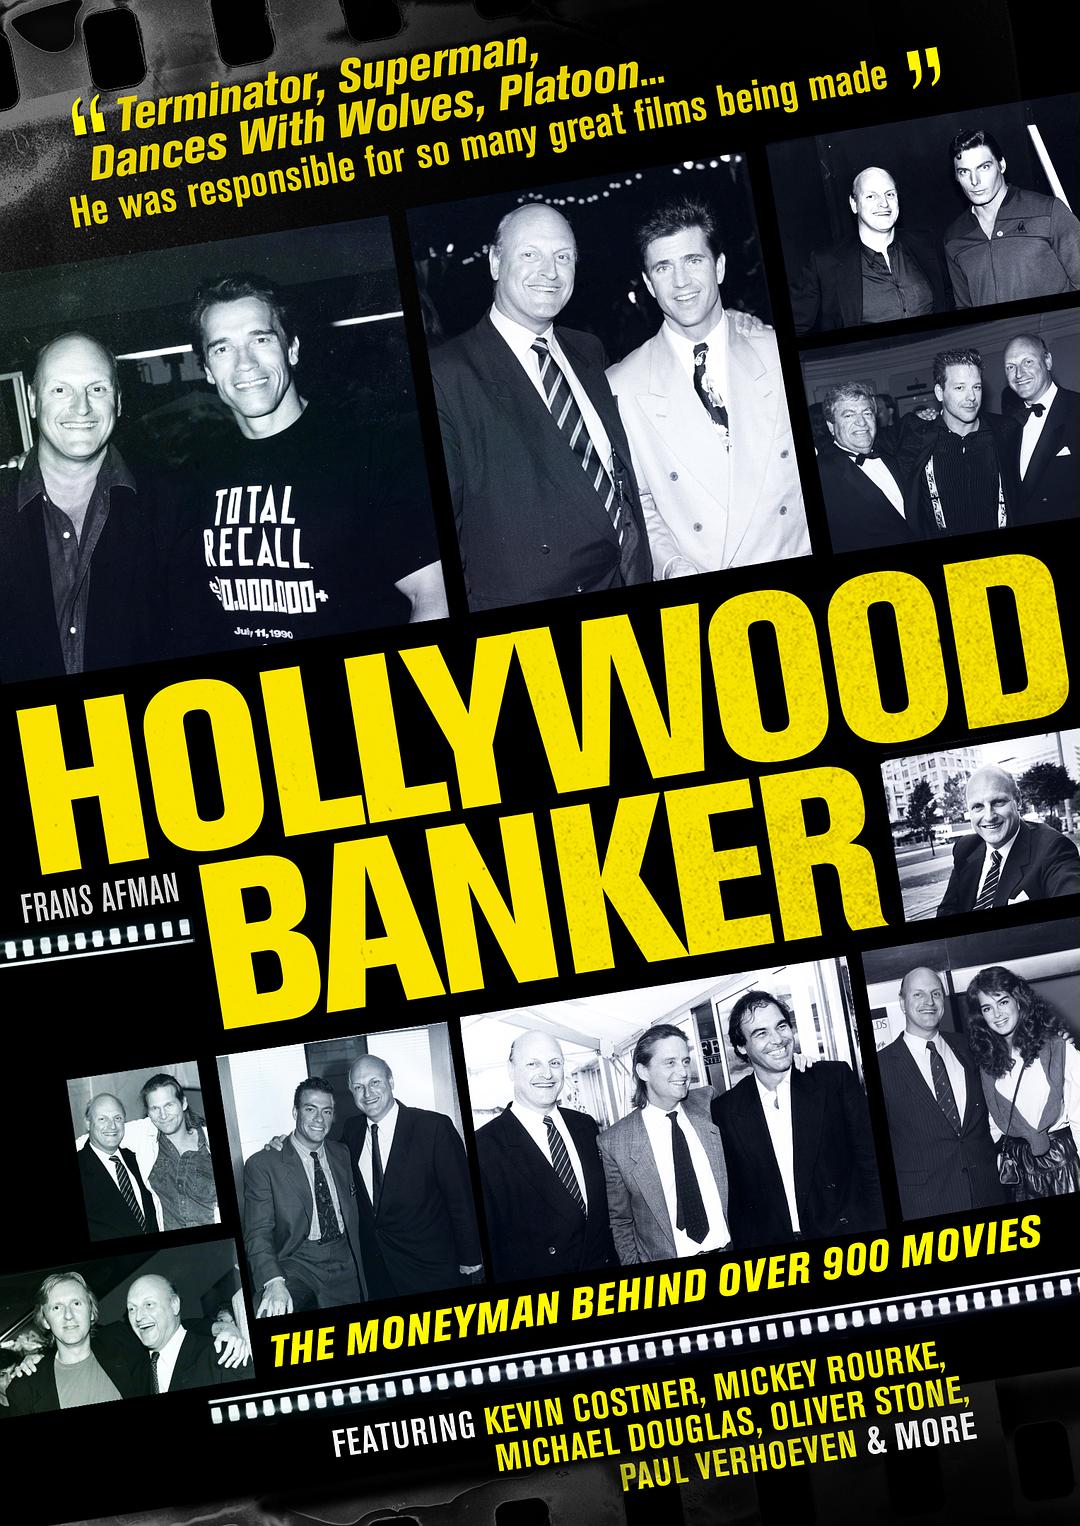 “Terminator, Superman,
Dances With Wolves, Platoon...
He was responsible for so many great films being made”
TOTAL
RECALL
July 11, 1990
HOLLYWOOD
BANKER
FRANS AFMAN
THE MONEYMAN BEHIND OVER 900 MOVIES
FEATURING KEVIN COSTNER, MICKEY ROURKE,
MICHAEL DOUGLAS, OLIVER STONE,
PAUL VERHOEVEN & MORE